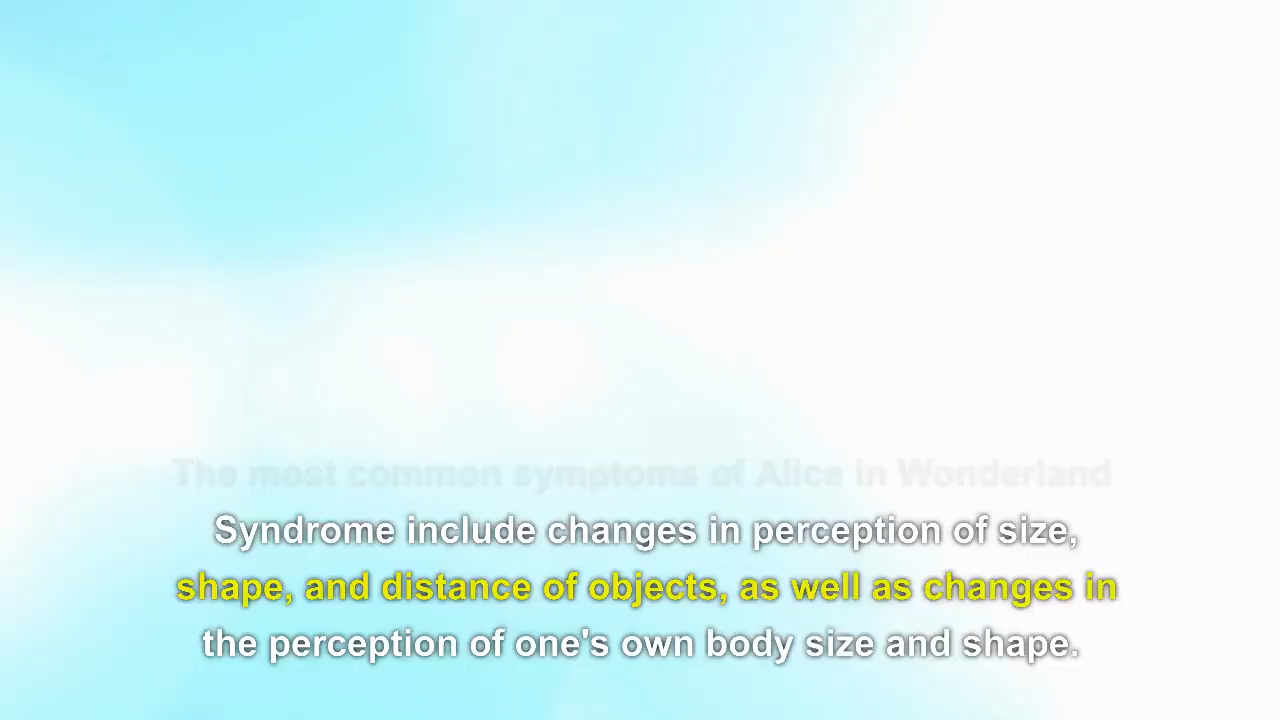 The most common symptoms of Alice in Wonderland
Syndrome include changes in perception of size,
shape, and distance of objects, as well as changes in
the perception of one's own body size and shape.